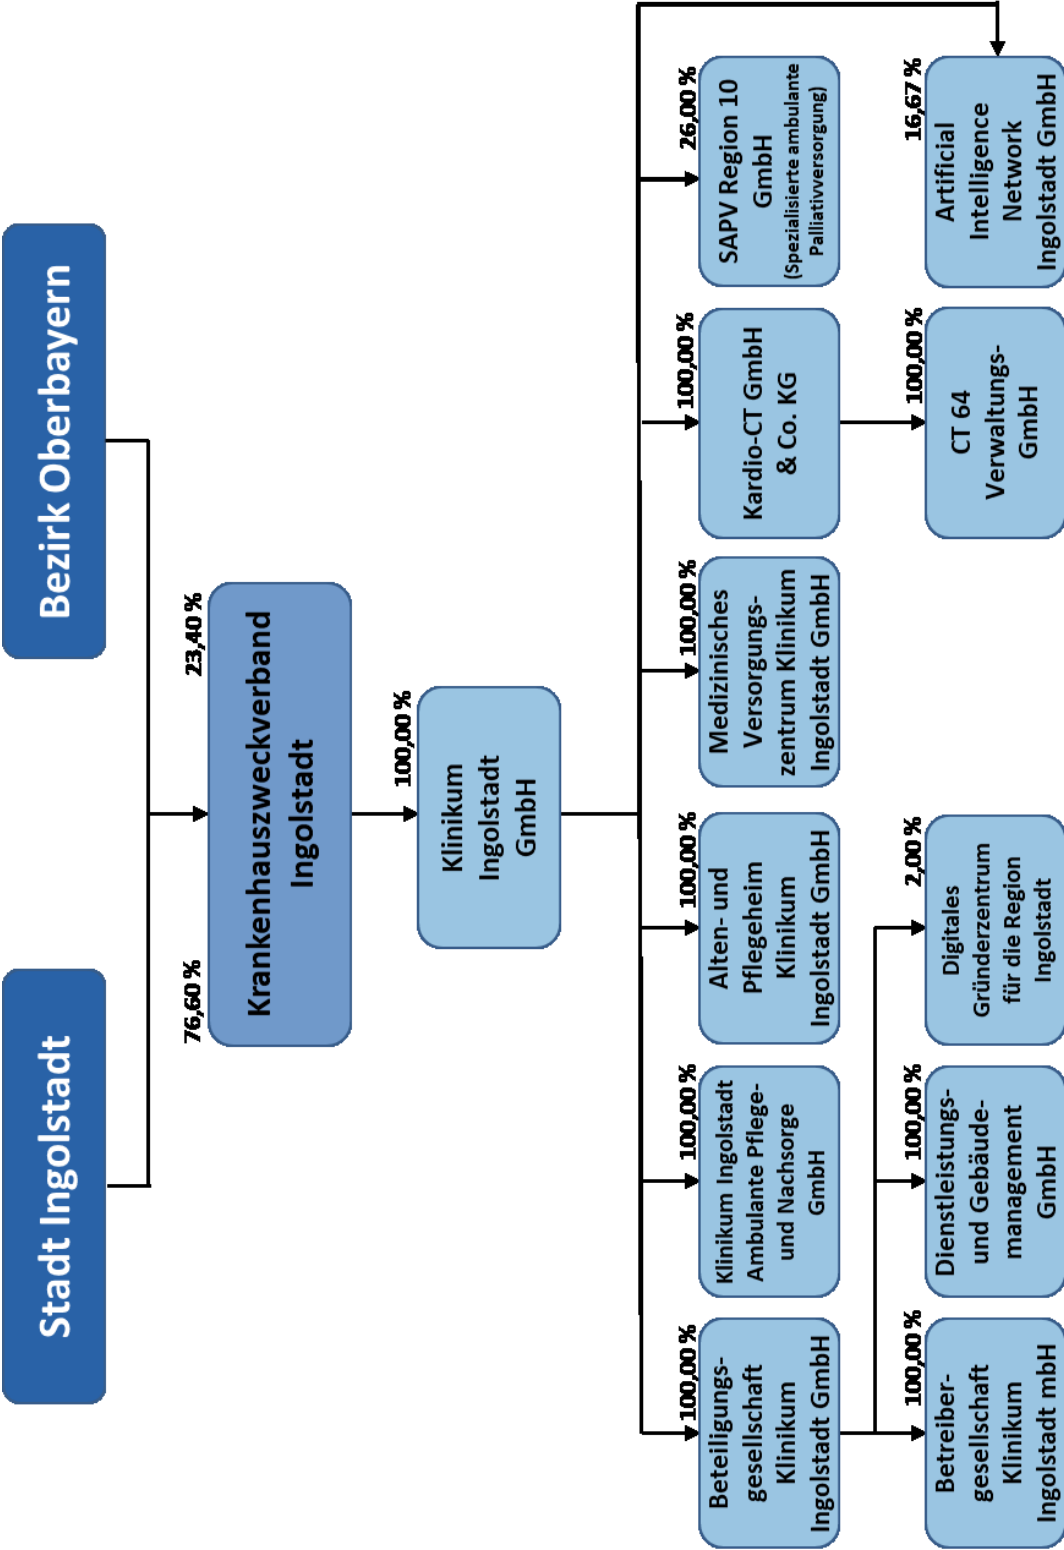 Stadt Ingolstadt
Bezirk Oberbayern
76,60 %
23,40 %
Krankenhauszweckverband
Ingolstadt
100,00 %
Klinikum
Ingolstadt
GmbH
100,00 %
Beteiligungs-
gesellschaft
Klinikum
Ingolstadt GmbH
100,00 %
Klinikum Ingolstadt
Ambulante Pflege-
und Nachsorge
GmbH
100,00 %
Alten- und
Pflegeheim
Klinikum
Ingolstadt GmbH
100,00 %
Medizinisches
Versorgungs-
zentrum Klinikum
Ingolstadt GmbH
100,00 %
Kardio-CT GmbH
& Co. KG
26,00 %
SAPV Region 10
GmbH
(Spezialisierte ambulante
Palliativversorgung)
100,00 %
Betreiber-
gesellschaft
Klinikum
Ingolstadt mbH
100,00 %
Dienstleistungs-
und Gebäude-
management
GmbH
2,00 %
Digitales
Gründerzentrum
für die Region
Ingolstadt
100,00 %
CT 64
Verwaltungs-
GmbH
16,67 %
Artificial
Intelligence
Network
Ingolstadt GmbH